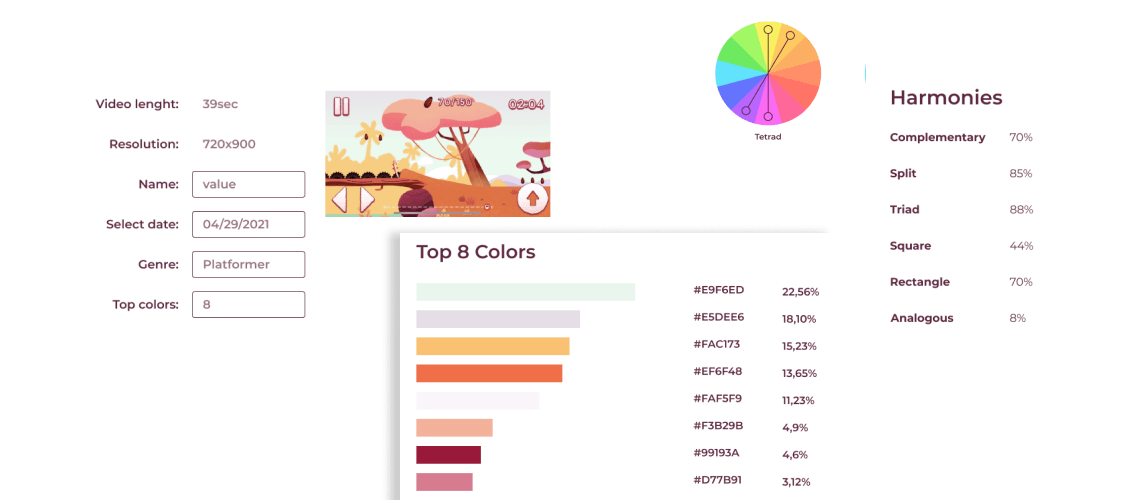 Video lenght: 39sec
Resolution: 720x900
Name: value
Select date: 04/29/2021
Genre: Platformer
Top colors: 8
70/150
02:04
Tetrad
Top 8 Colors
#E9F6ED 22,56%
#E5DEE6 18,10%
#FAC173 15,23%
#EF6F48 13,65%
#FAF5F9 11,23%
#F3B29B 4,9%
#99193A 4,6%
#D77B91 3,12%
Harmonies
Complementary 70%
Split 85%
Triad 88%
Square 44%
Rectangle 70%
Analogous 8%